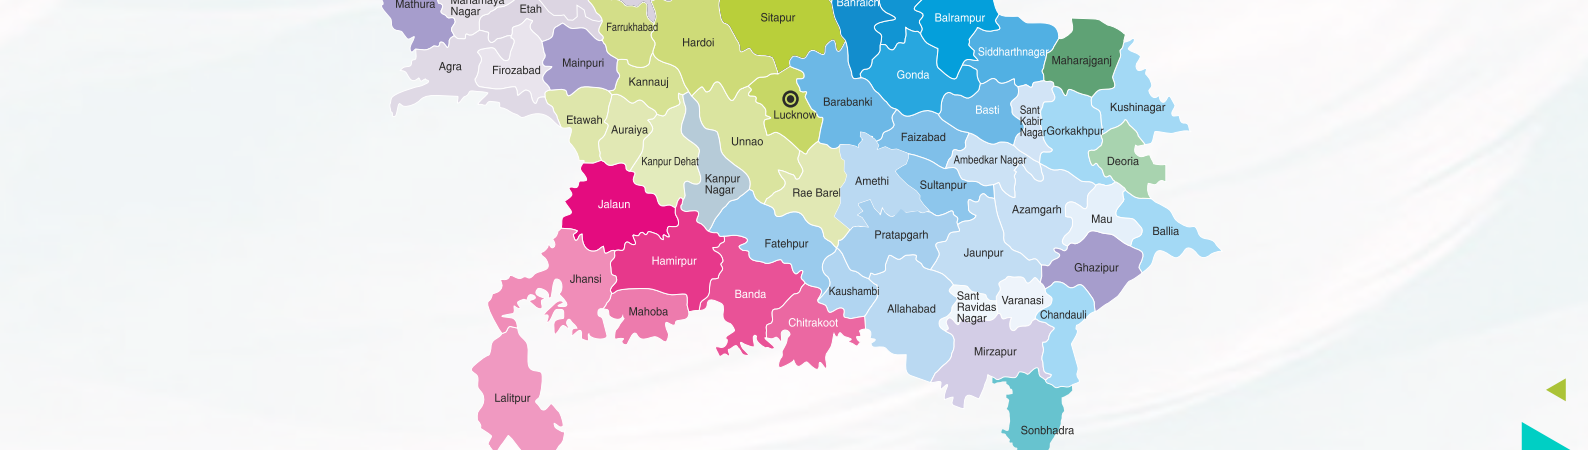 Mathura
Mahamaya
Nagar
Etah
Farrukhabad
Sitapur
Bahraich
Balrampur
Hardoi
Siddharthnagar
Maharajganj
Agra
Firozabad
Mainpuri
Kannauj
Gonda
Lucknow
Barabanki
Basti
Sant
Kabir
Nagar
Gorkakhpur
Kushinagar
Etawah
Auraiya
Unnao
Faizabad
Kanpur Dehat
Ambedkar Nagar
Deoria
Kanpur
Nagar
Rae Barel
Amethi
Sultanpur
Jalaun
Azamgarh
Mau
Ballia
Fatehpur
Pratapgarh
Jaunpur
Hamirpur
Ghazipur
Jhansi
Banda
Kaushambi
Allahabad
Sant
Ravidas
Nagar
Varanasi
Chandauli
Mahoba
Chitrakoot
Mirzapur
Lalitpur
Sonbhadra